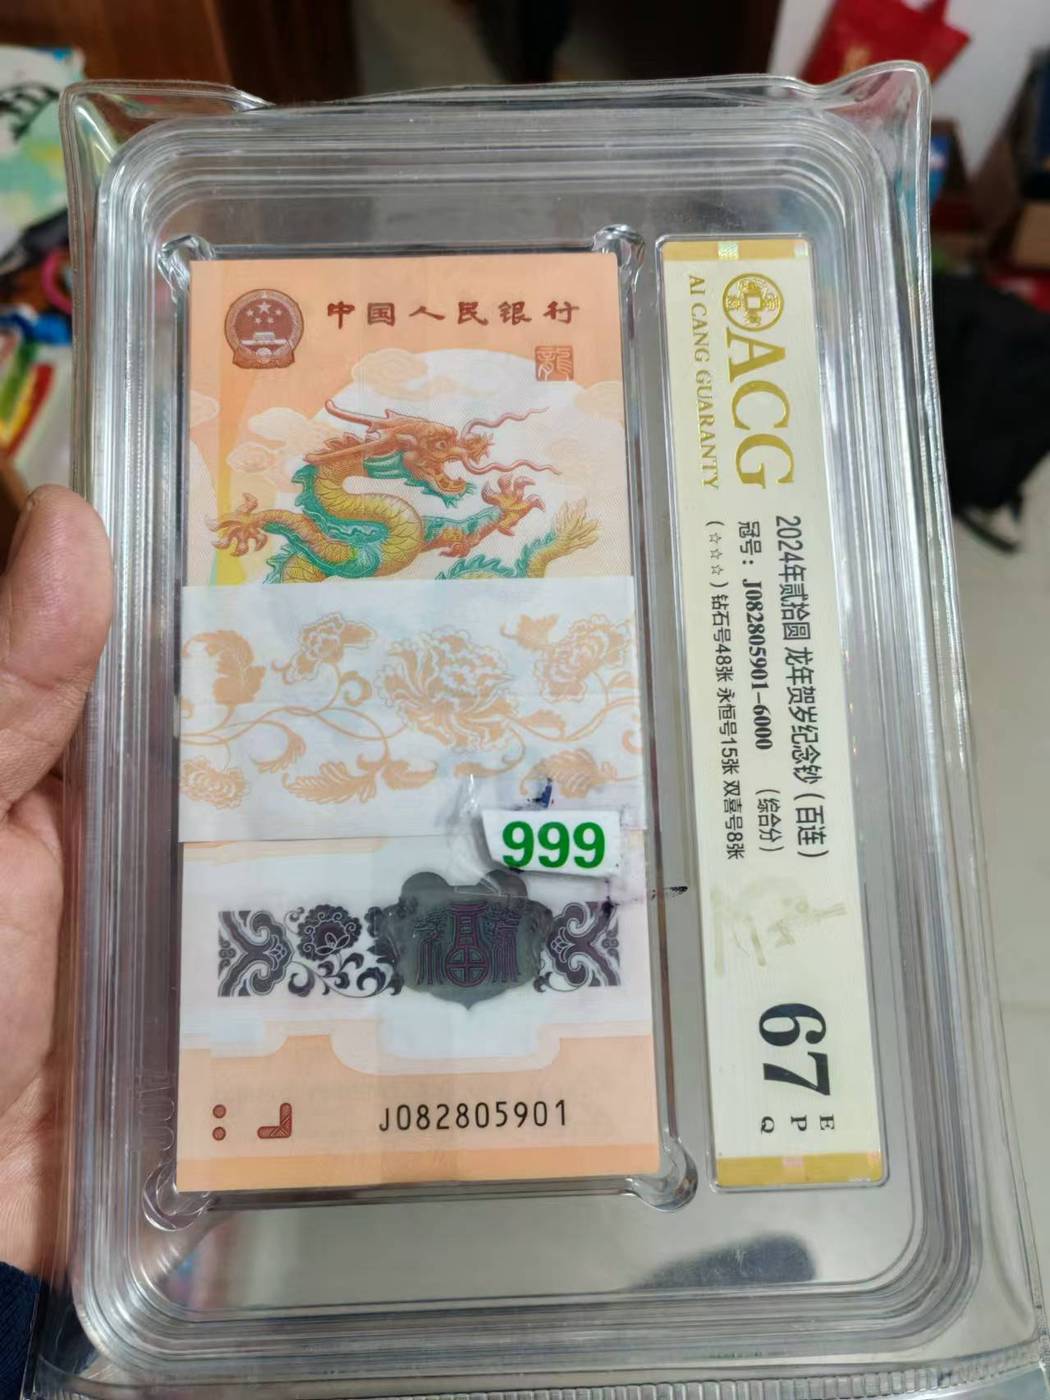 中国人民银行
龍
999
J082805901
ACG
AI CANG GUARANTY
2024年贰拾圆 龙年贺岁纪念钞（百连）
冠号：J082805901-6000 （综合分）
（☆☆☆）钻石号48张 永恒号15张 双喜号8张
67
E
P
Q